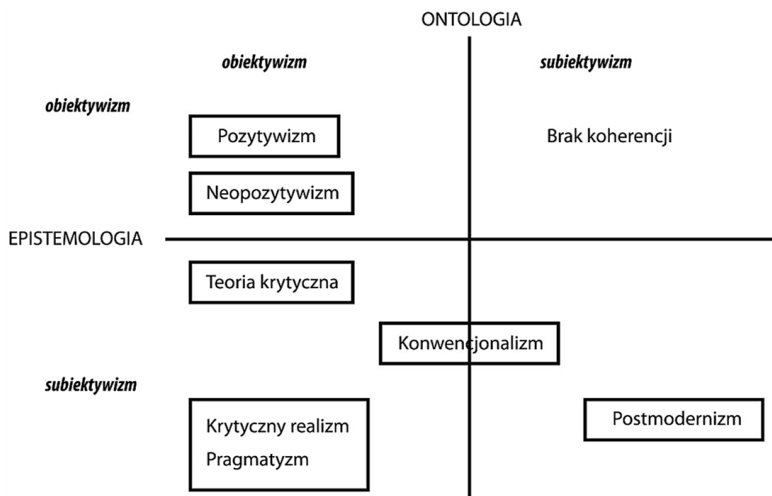 ONTOLOGIA
obiektywizm
subiektywizm
obiektywizm
Pozytywizm
Brak koherencji
Neopozytywizm
EPISTEMOLOGIA
Teoria krytyczna
Konwencjonalizm
subiektywizm
Krytyczny realizm
Pragmatyzm
Postmodernizm